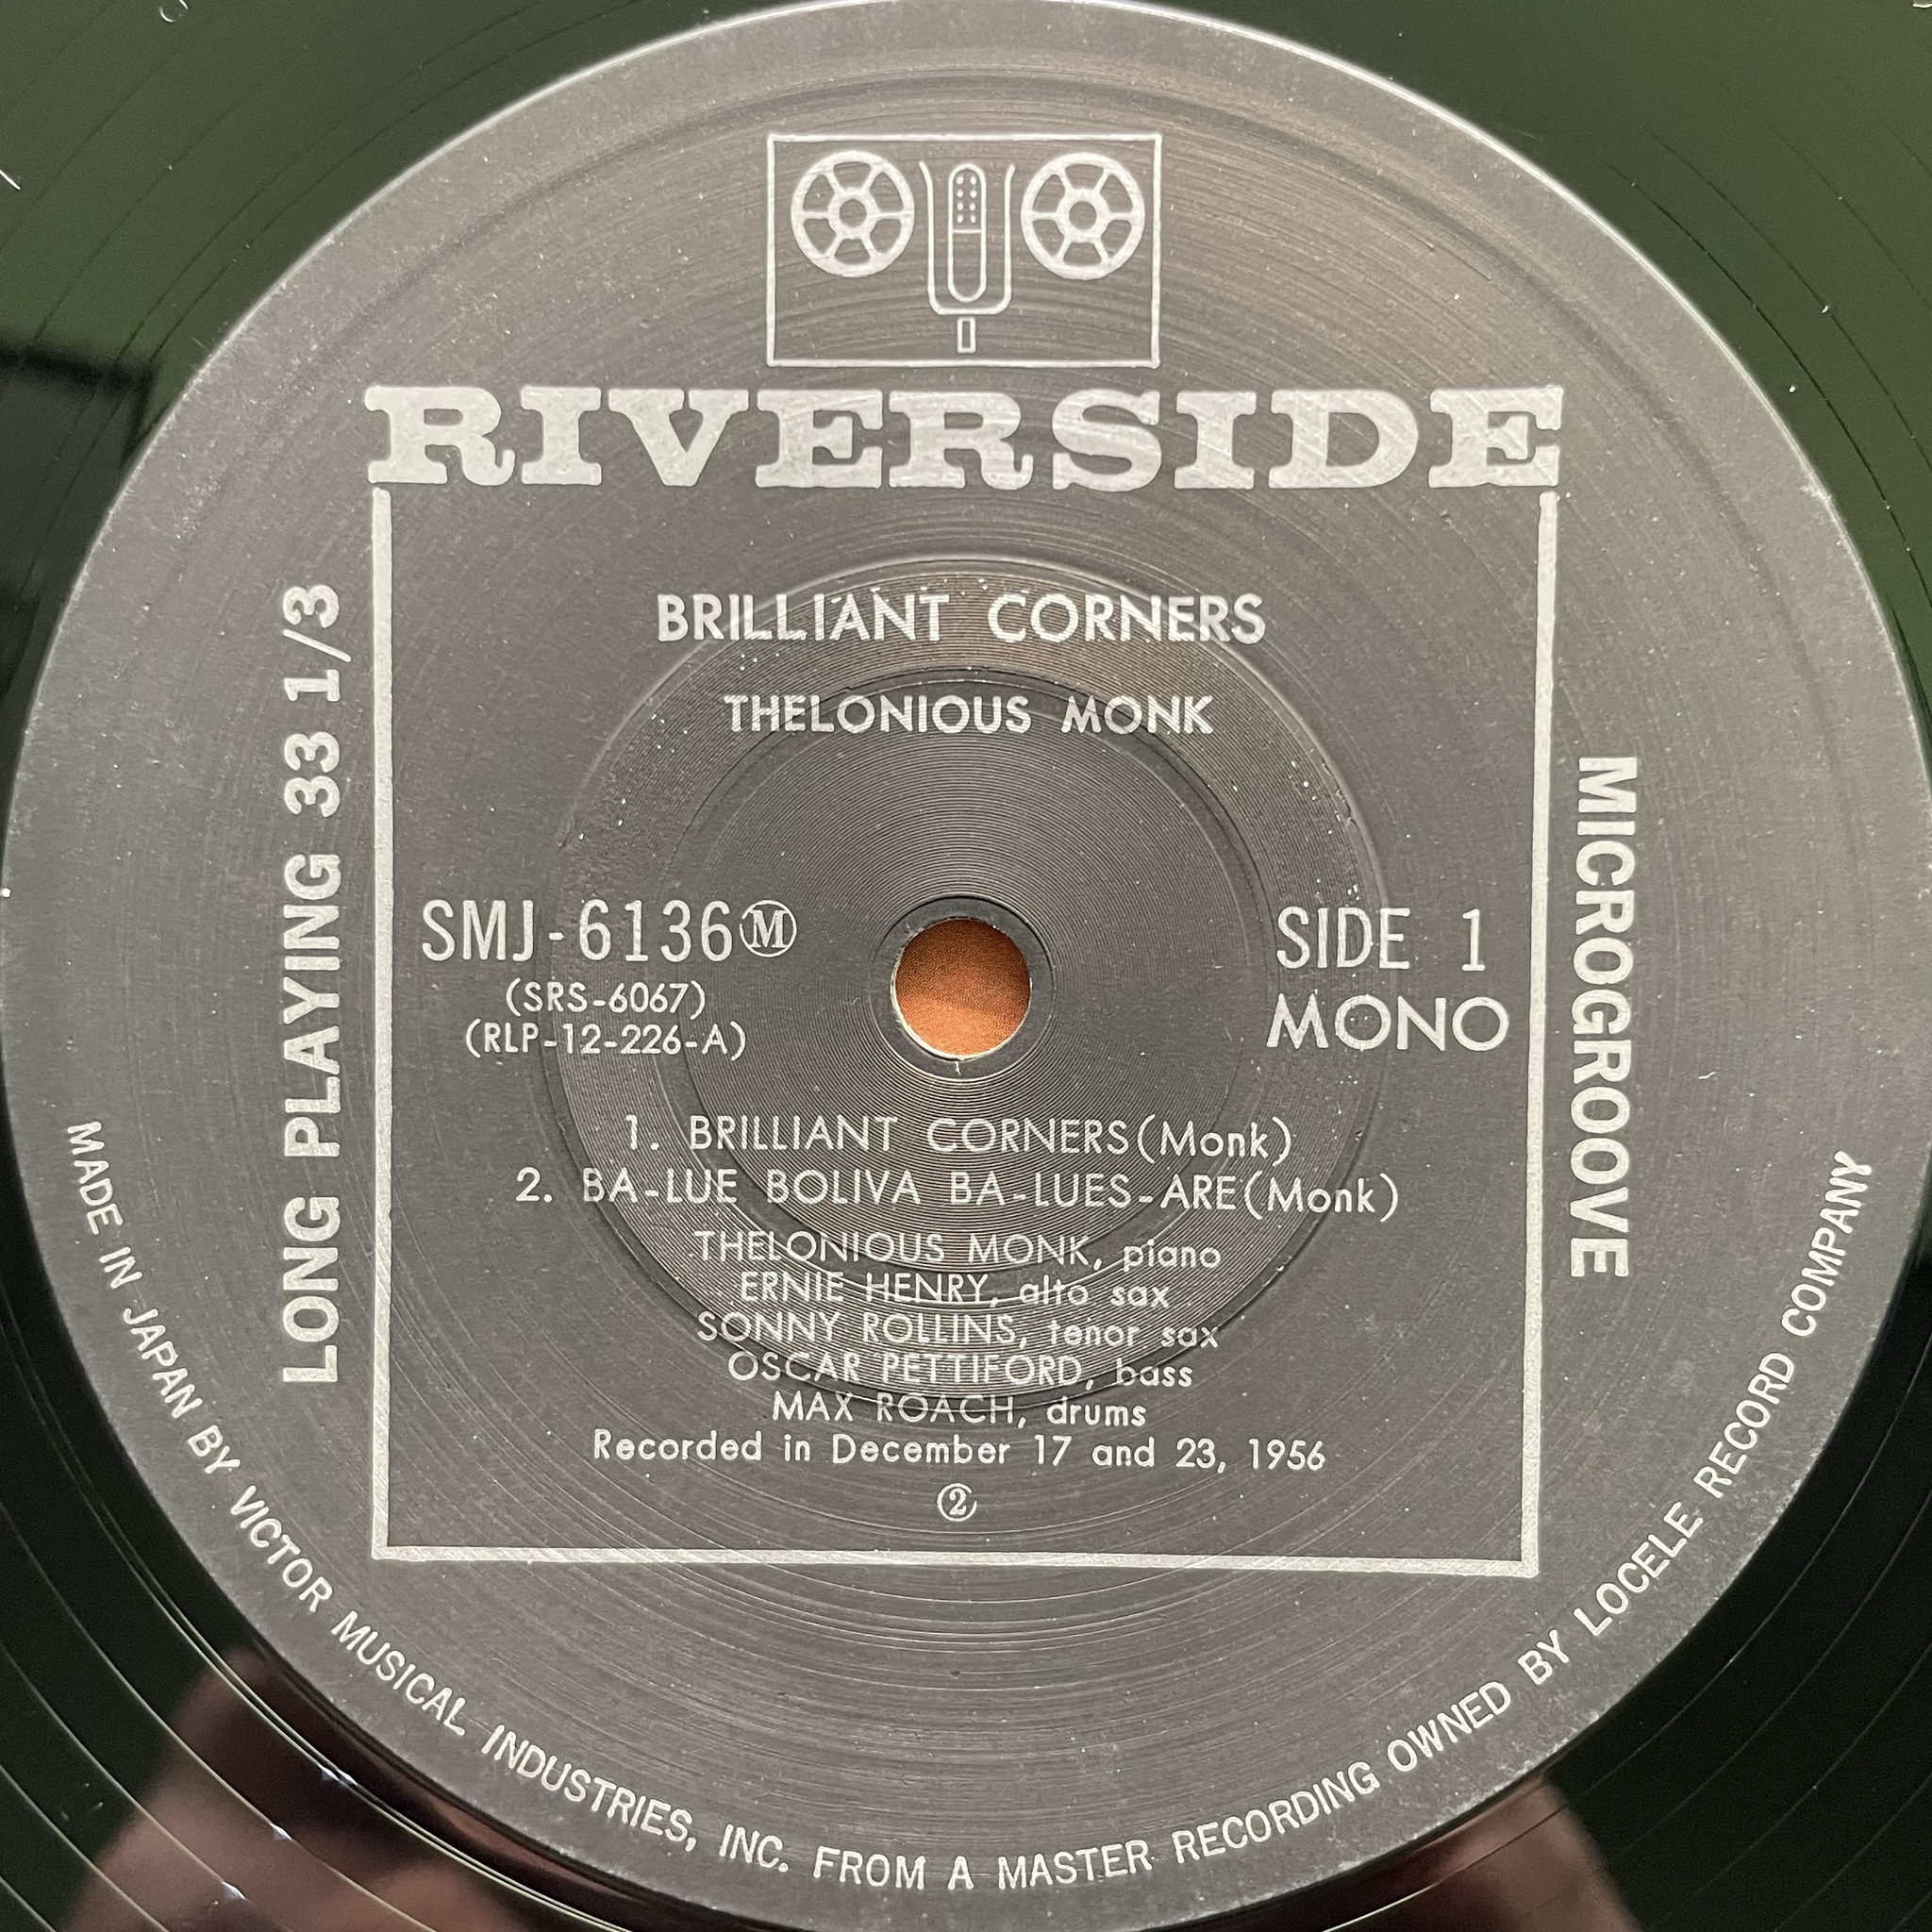 RIVERSIDE
BRILLIANT CORNERS
THELONIOUS MONK
LONG PLAYING 33 1/3
MICROGROOVE
SMJ-6136Ⓜ
(SRS-6067)
(RLP-12-226-A)
SIDE 1
MONO
1. BRILLIANT CORNERS(Monk)
2. BA-LUE BOLIVA BA-LUES-ARE(Monk)
THELONIOUS MONK, piano
ERNIE HENRY, alto sax
SONNY ROLLINS, tenor sax
OSCAR PETTIFORD, bass
MAX ROACH, drums
Recorded in December 17 and 23, 1956
②
MADE IN JAPAN BY VICTOR MUSICAL INDUSTRIES, INC. FROM A MASTER RECORDING OWNED BY LOCELE RECORD COMPANY